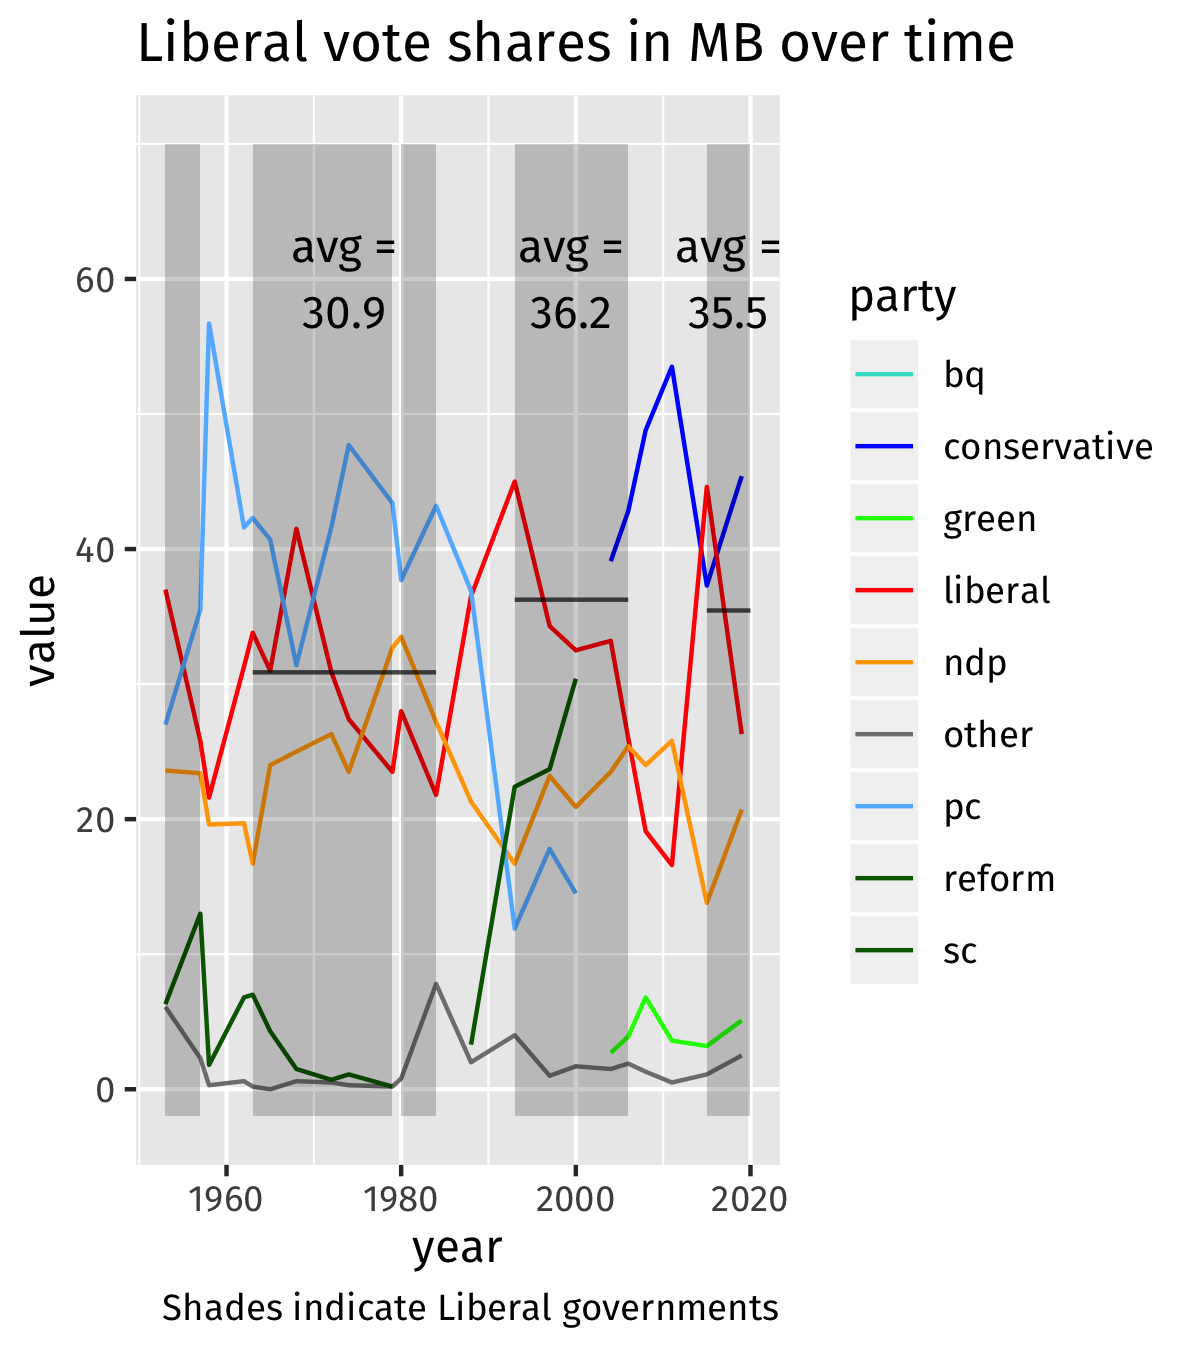 Liberal vote shares in MB over time
avg =
30.9
avg =
36.2
avg =
35.5
value
60
40
20
0
1960
1980
2000
2020
year
Shades indicate Liberal governments
party
bq
conservative
green
liberal
ndp
other
pc
reform
sc